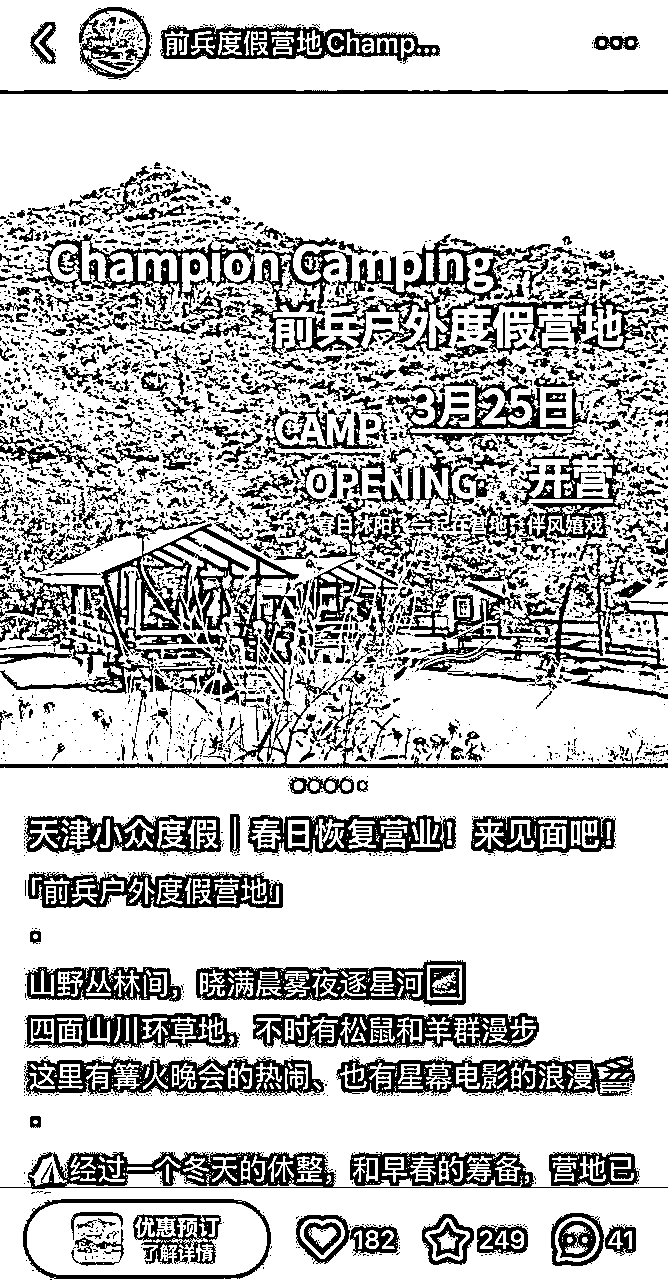 前兵度假营地Champ...
Champion Camping
前兵户外度假营地
3月25日
CAMP
OPENING 开营
春日沐阳，一起在营地，伴风嬉戏
天津小众度假｜春日恢复营业！来见面吧！
「前兵户外度假营地」
山野丛林间，晓满晨雾夜逐星河
四面山川环草地，不时有松鼠和羊群漫步
这里有篝火晚会的热闹、也有星幕电影的浪漫
经过一个冬天的休整，和早春的筹备，营地已
优惠预订
了解详情
182
249
41